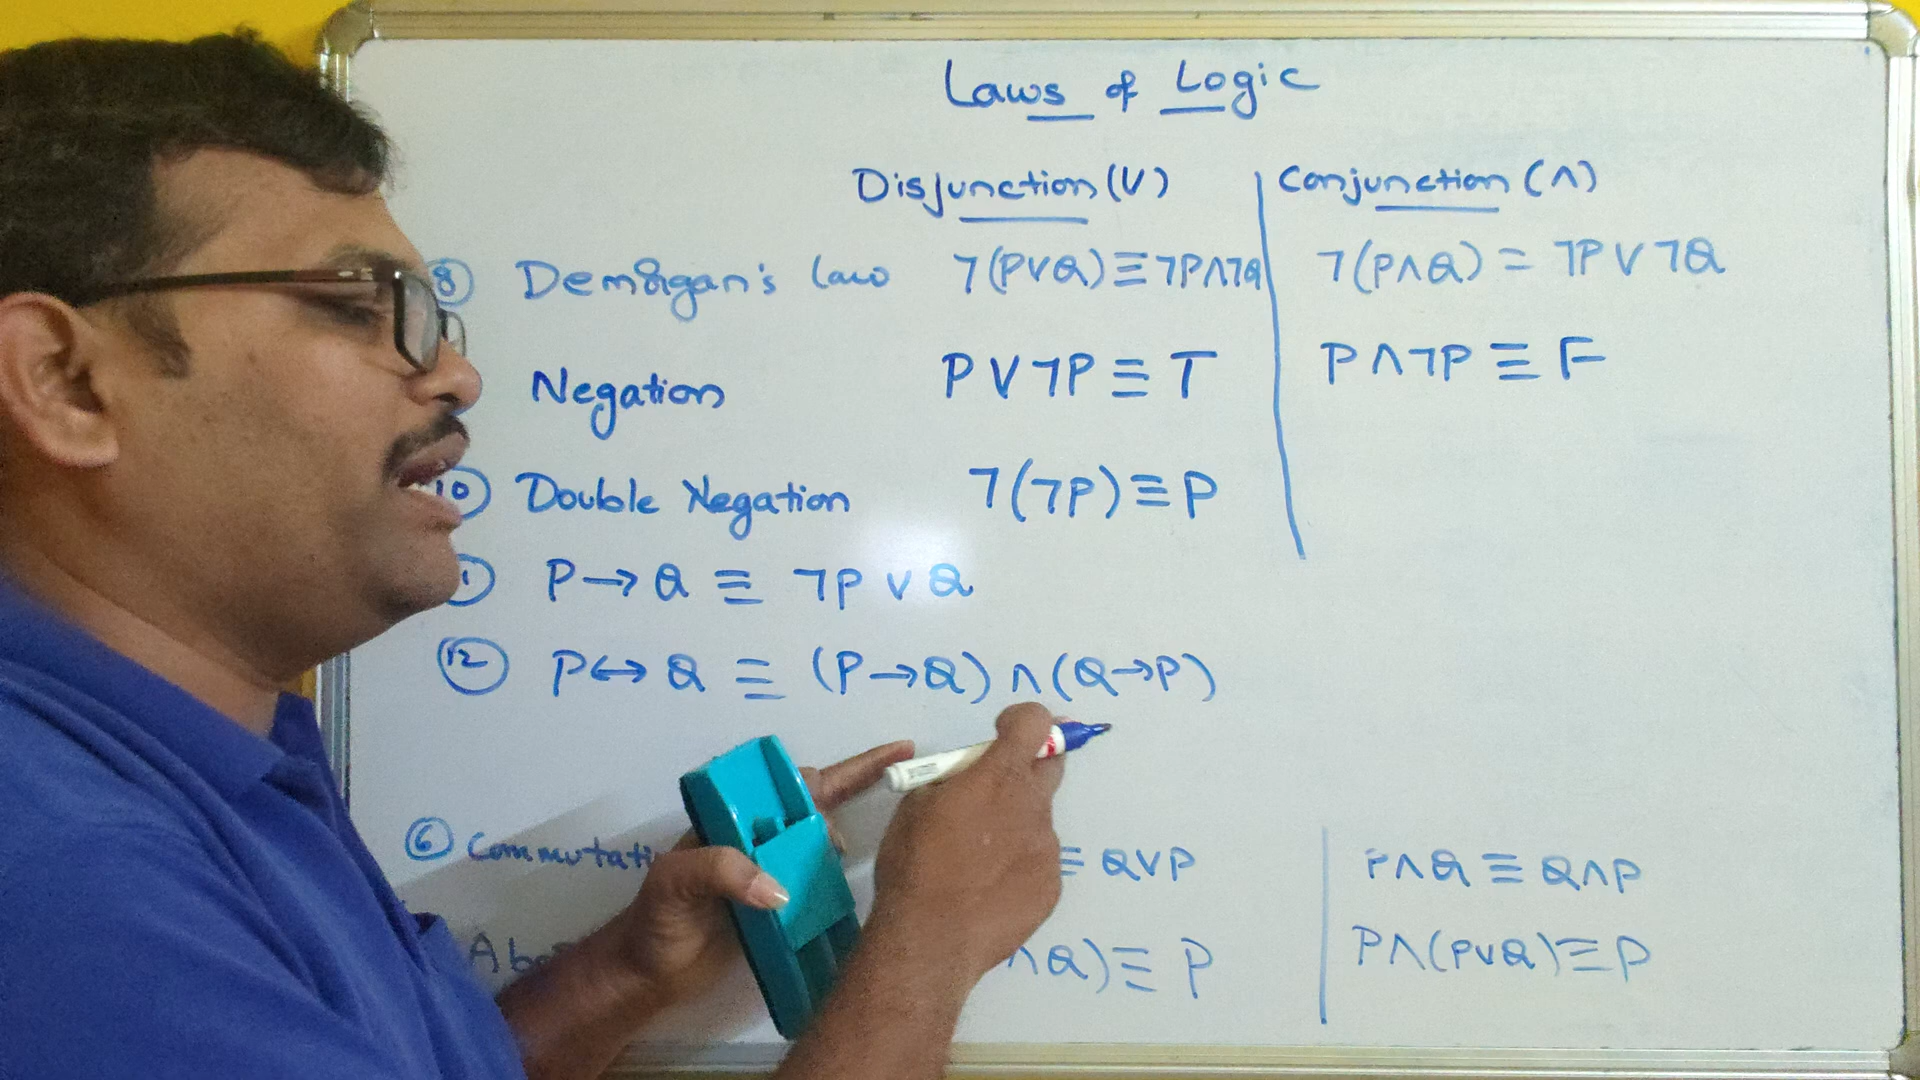 Laws of Logic
Disjunction (V) Conjunction (∧)
8 Demorgan's law ¬(P∨Q)≡¬P∧¬Q ¬(P∧Q) = ¬P∨¬Q
Negation P∨¬P≡T P∧¬P≡F
10 Double Negation ¬(¬P)≡P
P→Q ≡ ¬P∨Q
12 P↔Q ≡ (P→Q)∧(Q→P)
6 Commutati ≡ Q∨P P∧Q ≡ Q∧P
∧Q)≡P P∧(P∨Q)≡P